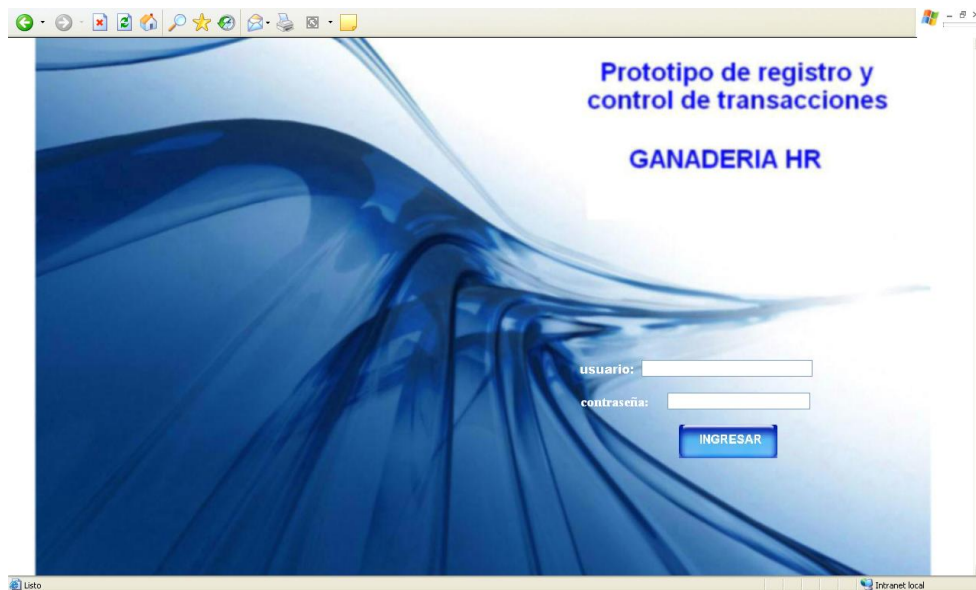 Prototipo de registro y
control de transacciones
GANADERIA HR
usuario:
contraseña:
INGRESAR
Listo
Intranet local